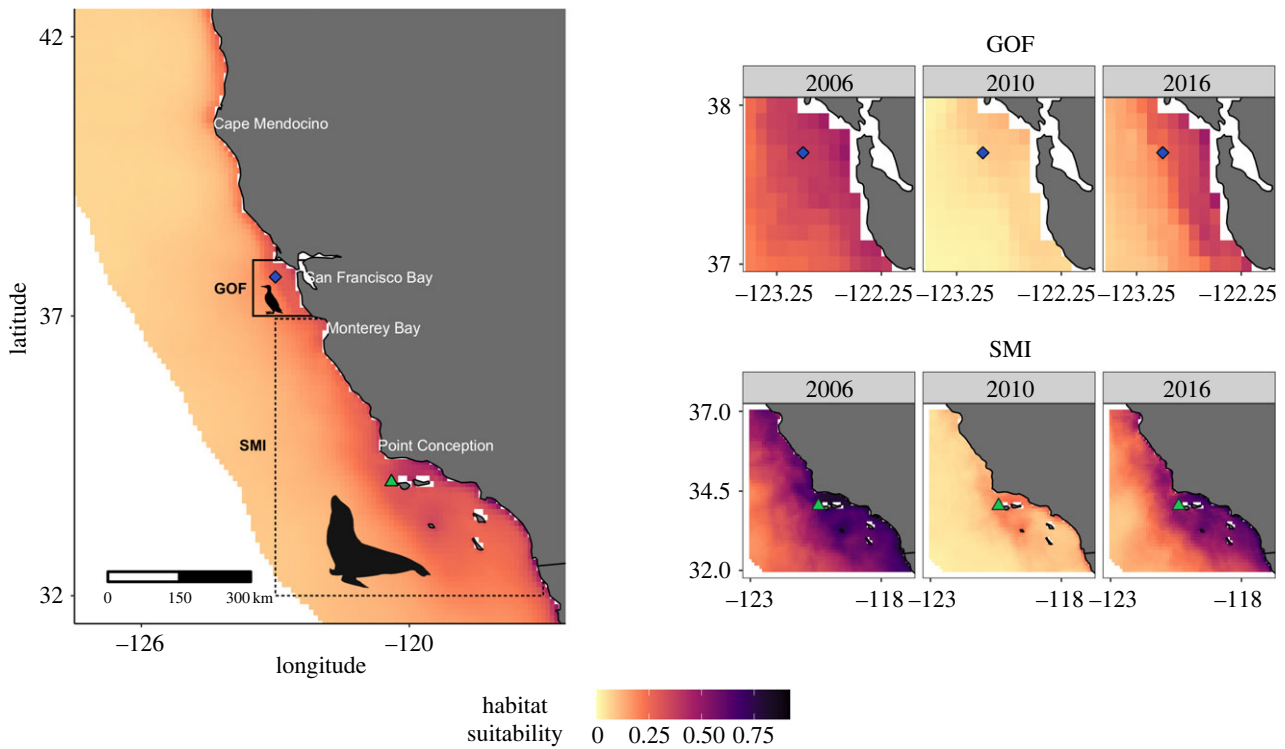 42
37
32
latitude
Cape Mendocino
San Francisco Bay
GOF
Monterey Bay
Point Conception
SMI
0 150 300 km
−126 −120
longitude
GOF
2006 2010 2016
38
37
−123.25 −122.25 −123.25 −122.25 −123.25 −122.25
SMI
2006 2010 2016
37.0
34.5
32.0
−123 −118 −123 −118 −123 −118
habitat
suitability
0 0.25 0.50 0.75